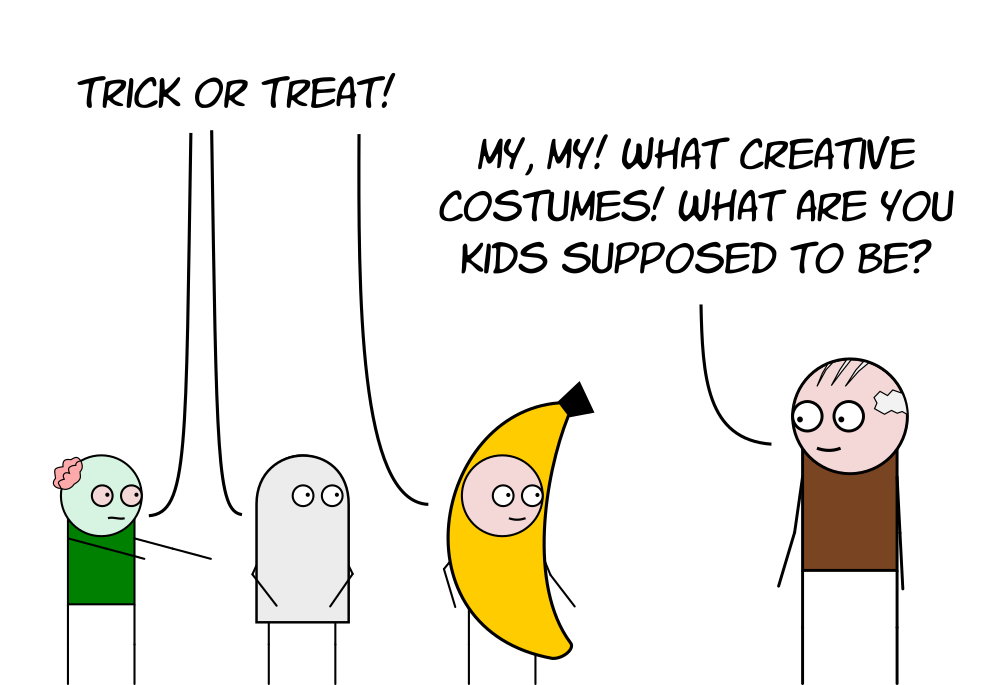 TRICK OR TREAT!
MY, MY! WHAT CREATIVE
COSTUMES! WHAT ARE YOU
KIDS SUPPOSED TO BE?